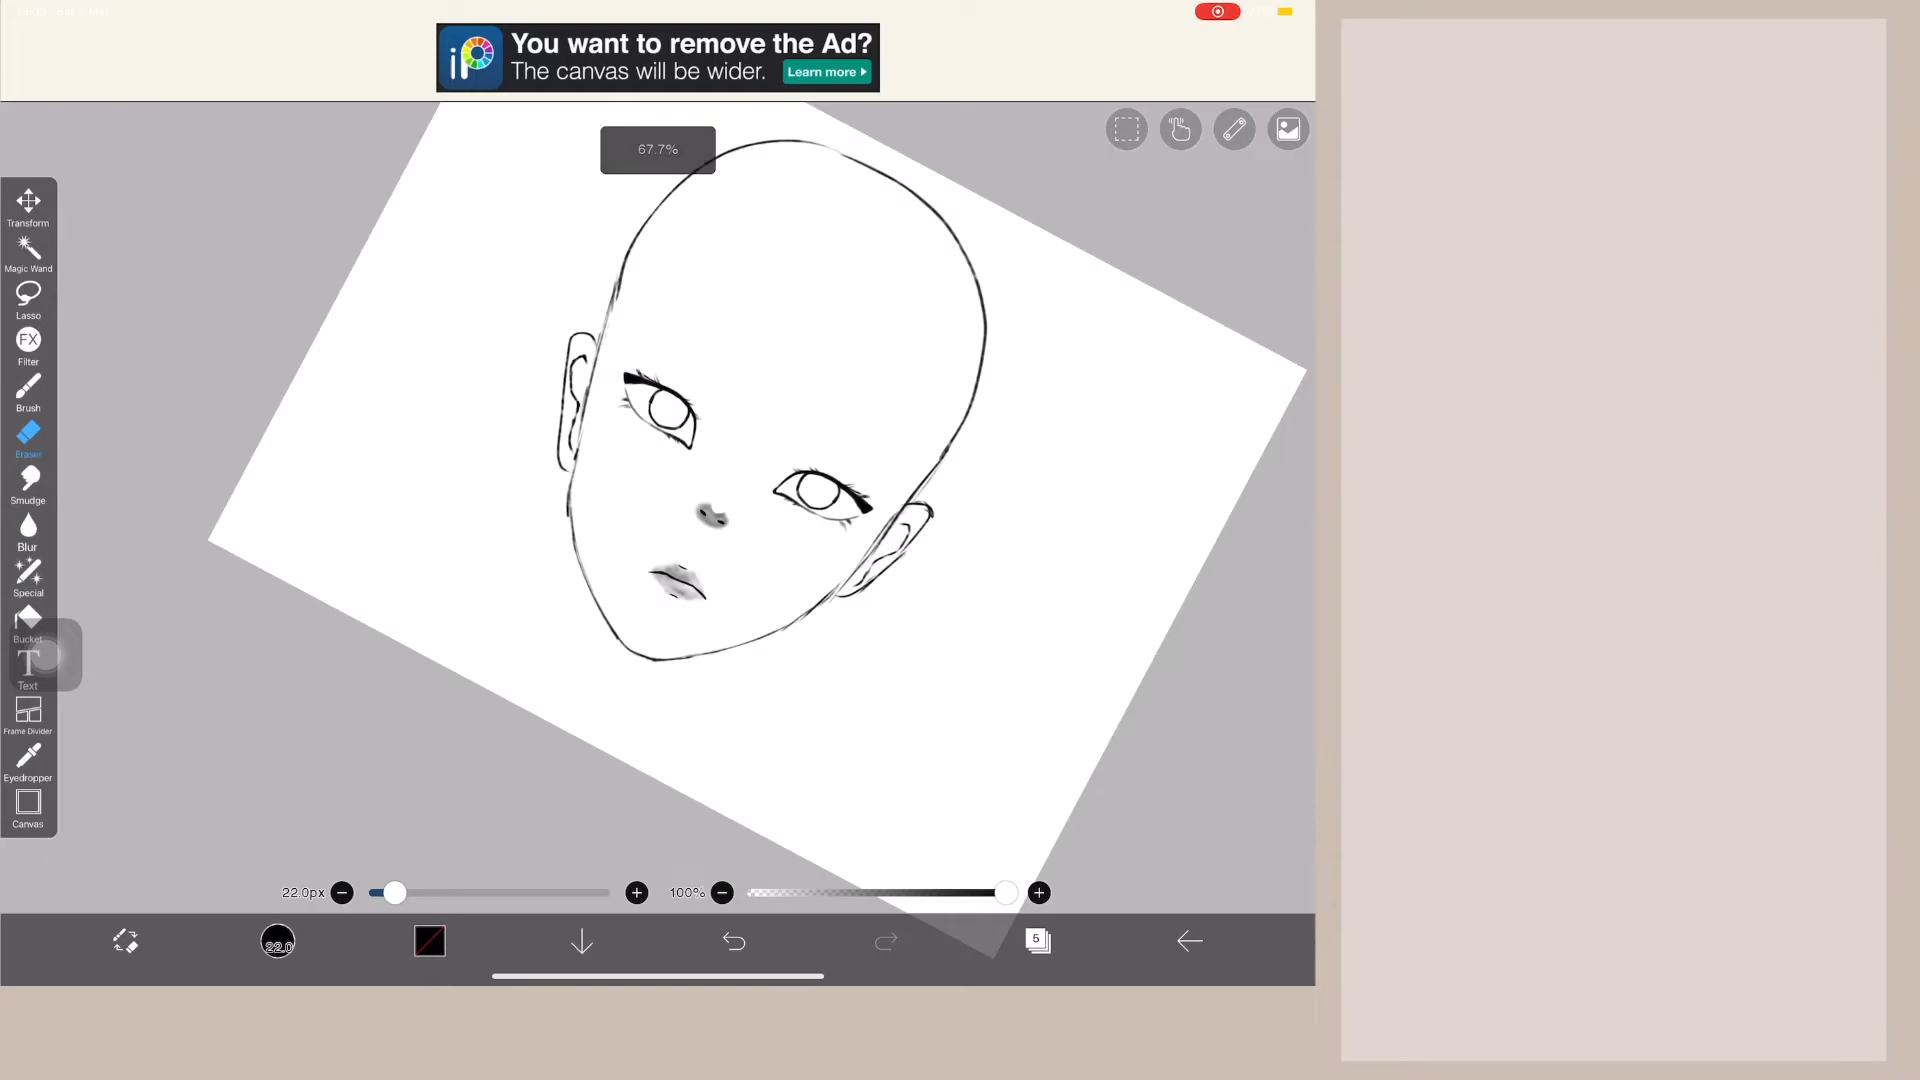 iP
You want to remove the Ad?
The canvas will be wider.
Learn more
67.7%
Transform
Magic Wand
Lasso
FX
Filter
Brush
Eraser
Smudge
Blur
Special
Bucket
T
Text
Frame Divider
Eyedropper
Canvas
22.0px
100%
22.0
5